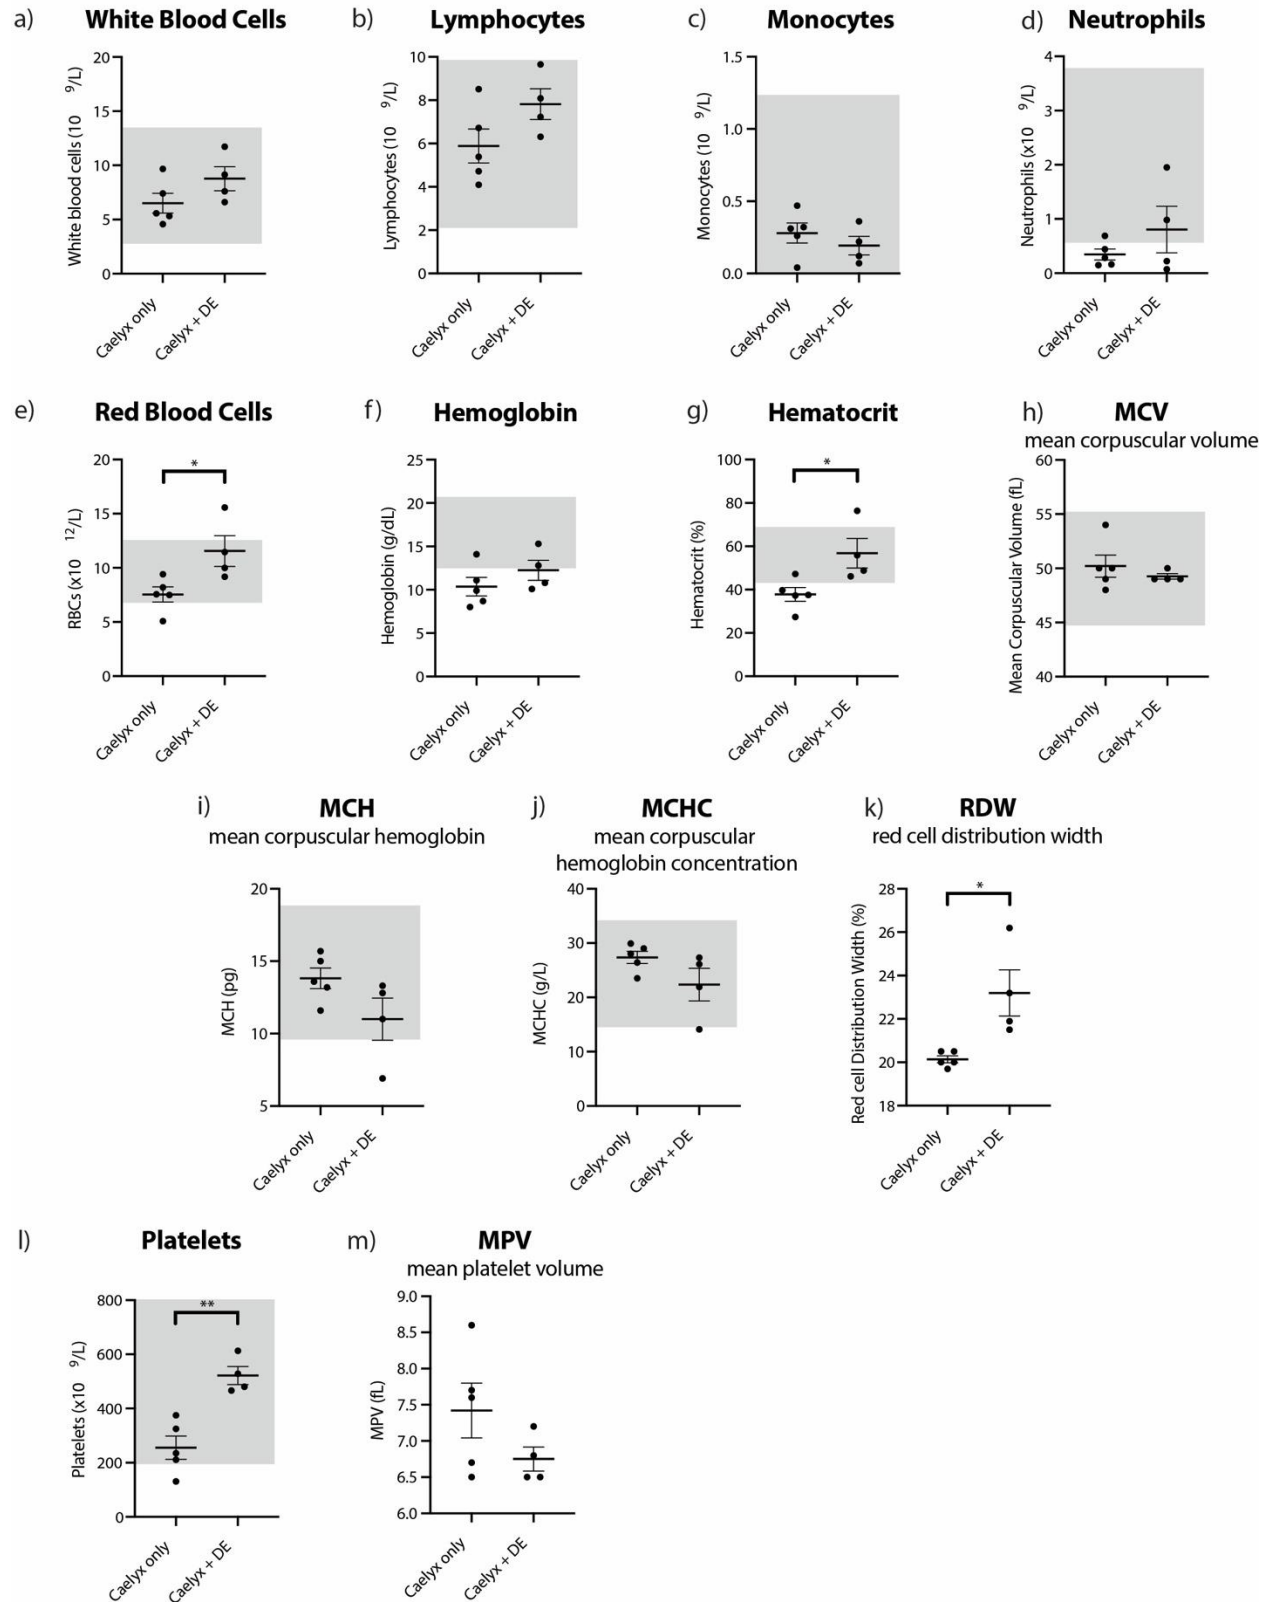 a) White Blood Cells
20
15
10
5
0
White blood cells (10 9/L)
Caelyx only
Caelyx + DE
b) Lymphocytes
10
8
6
4
2
0
Lymphocytes (10 9/L)
Caelyx only
Caelyx + DE
c) Monocytes
1.5
1.0
0.5
0.0
Monocytes (10 9/L)
Caelyx only
Caelyx + DE
d) Neutrophils
4
3
2
1
0
Neutrophils (x10 9/L)
Caelyx only
Caelyx + DE
e) Red Blood Cells
20
15
10
5
0
RBCs (x10 12/L)
*
Caelyx only
Caelyx + DE
f) Hemoglobin
25
20
15
10
5
0
Hemoglobin (g/dL)
Caelyx only
Caelyx + DE
g) Hematocrit
100
80
60
40
20
0
Hematocrit (%)
*
Caelyx only
Caelyx + DE
h) MCV
mean corpuscular volume
60
55
50
45
40
Mean Corpuscular Volume (fL)
Caelyx only
Caelyx + DE
i) MCH
mean corpuscular hemoglobin
20
15
10
5
MCH (pg)
Caelyx only
Caelyx + DE
j) MCHC
mean corpuscular
hemoglobin concentration
40
30
20
10
0
MCHC (g/L)
Caelyx only
Caelyx + DE
k) RDW
red cell distribution width
28
26
24
22
20
18
Red cell Distribution Width (%)
*
Caelyx only
Caelyx + DE
l) Platelets
800
600
400
200
0
Platelets (x10 9/L)
**
Caelyx only
Caelyx + DE
m) MPV
mean platelet volume
9.0
8.5
8.0
7.5
7.0
6.5
6.0
MPV (fL)
Caelyx only
Caelyx + DE